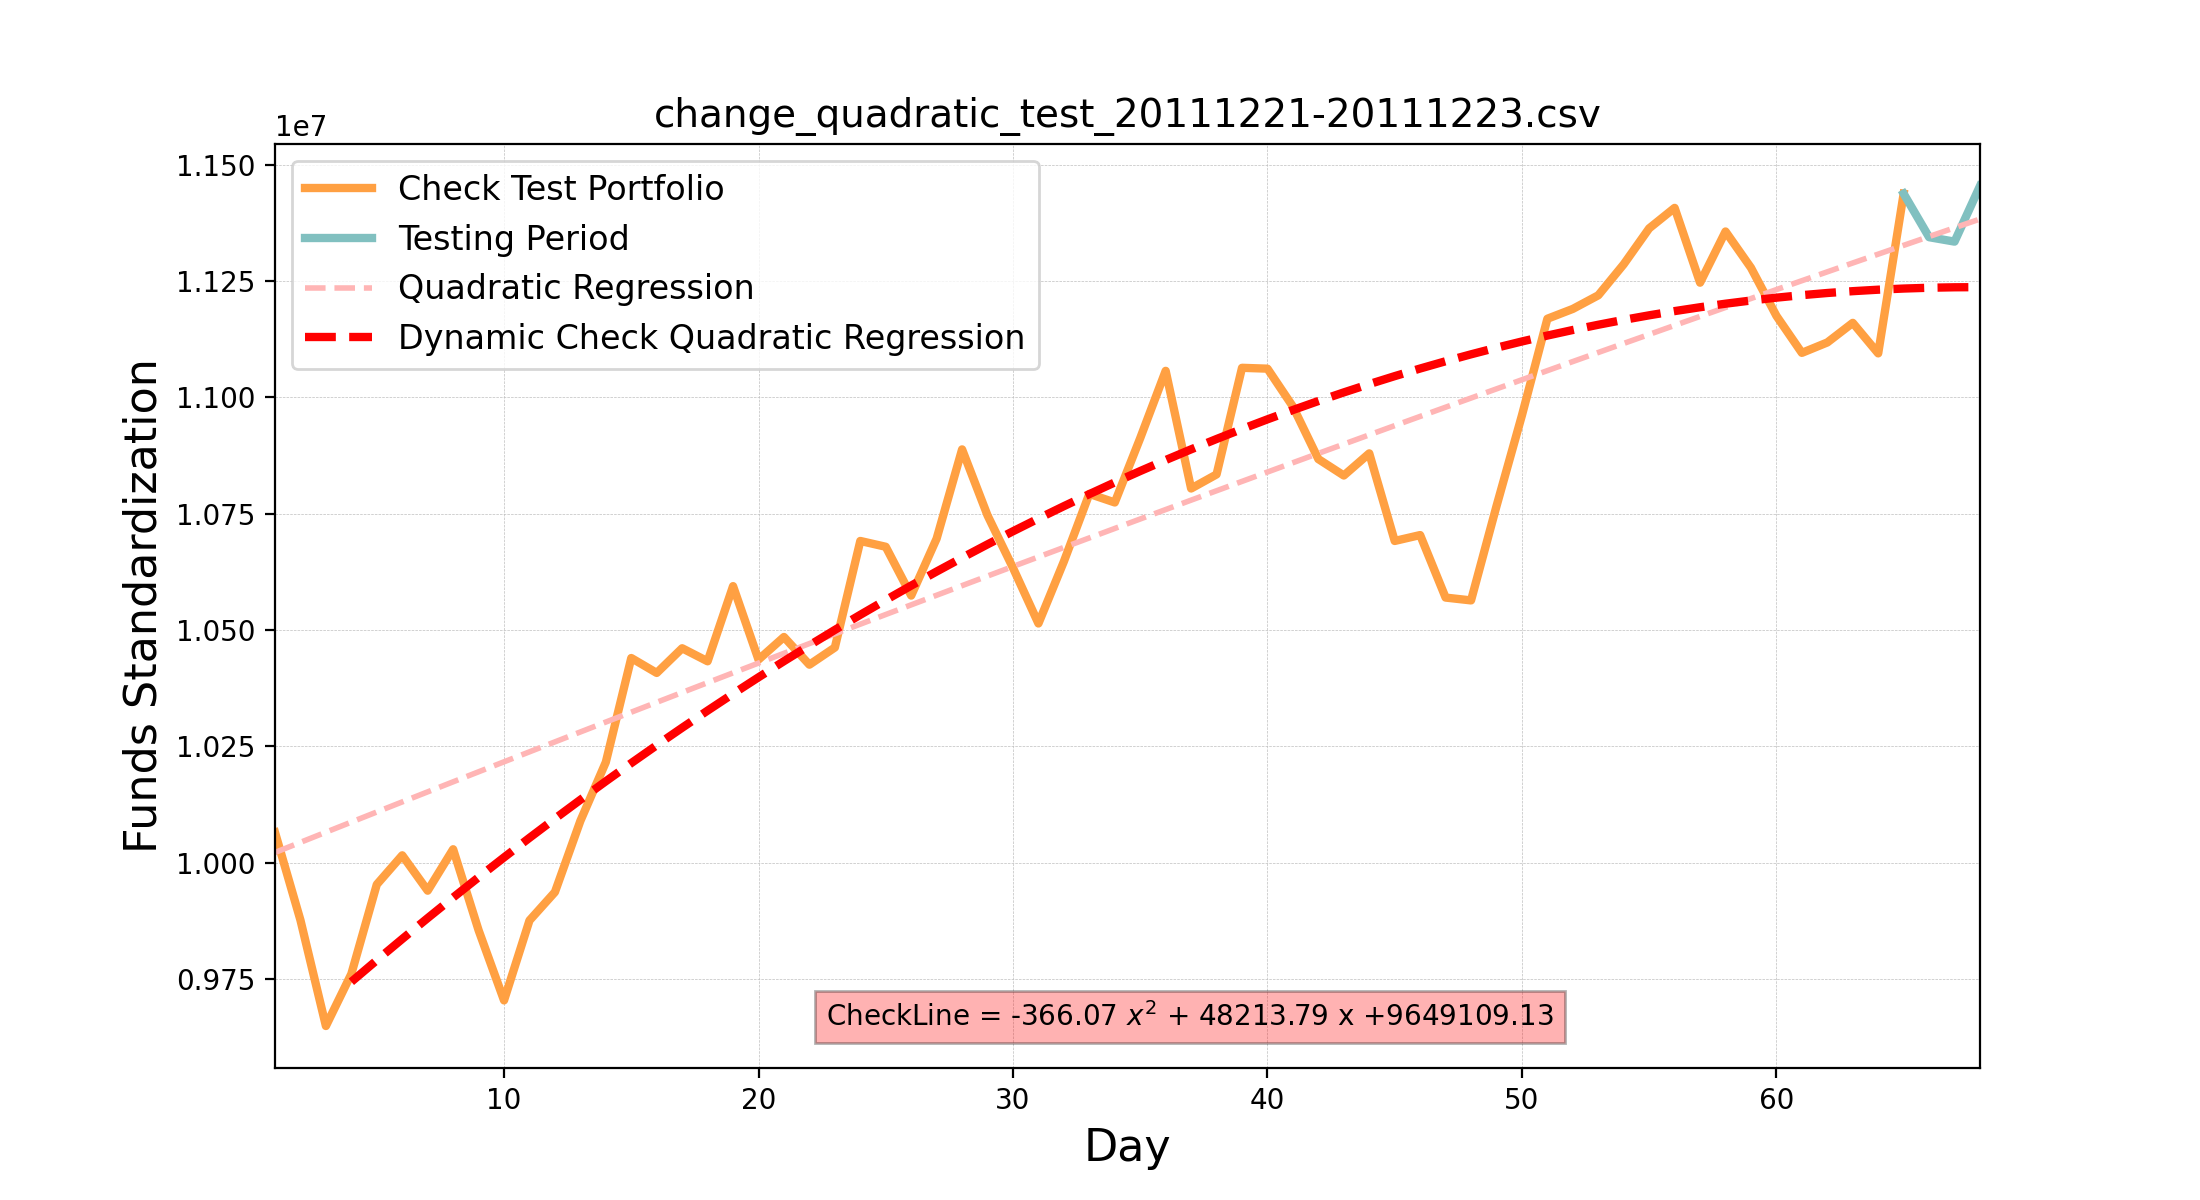 change_quadratic_test_20111221-20111223.csv
1e7
1.150
1.125
1.100
1.075
1.050
1.025
1.000
0.975
Funds Standardization
Check Test Portfolio
Testing Period
Quadratic Regression
Dynamic Check Quadratic Regression
CheckLine = -366.07 x² + 48213.79 x +9649109.13
10 20 30 40 50 60
Day